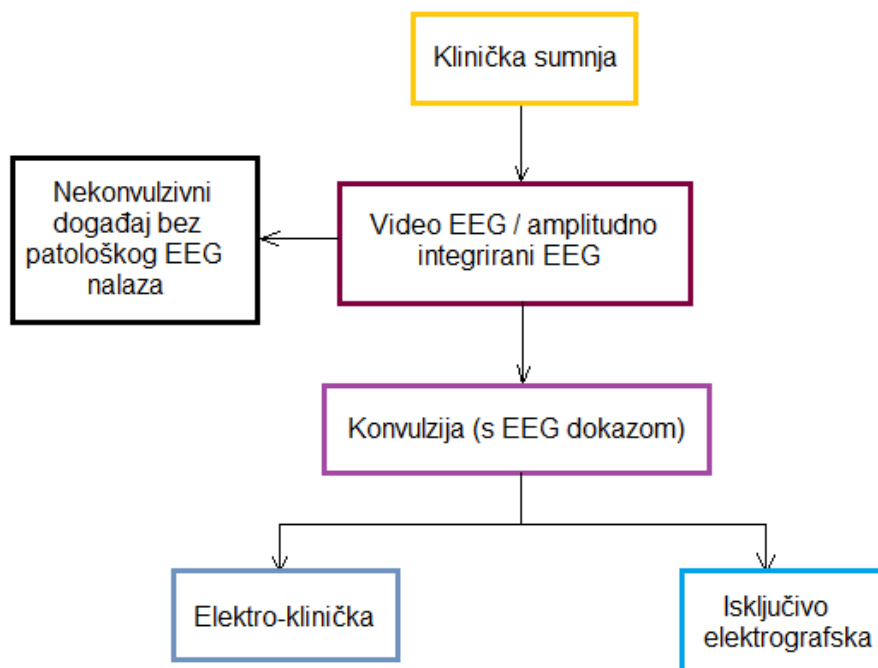 Klinička sumnja
Nekonvulzivni
događaj bez
patološkog EEG
nalaza
Video EEG / amplitudno
integrirani EEG
Konvulzija (s EEG dokazom)
Elektro-klinička
Isključivo
elektrografska